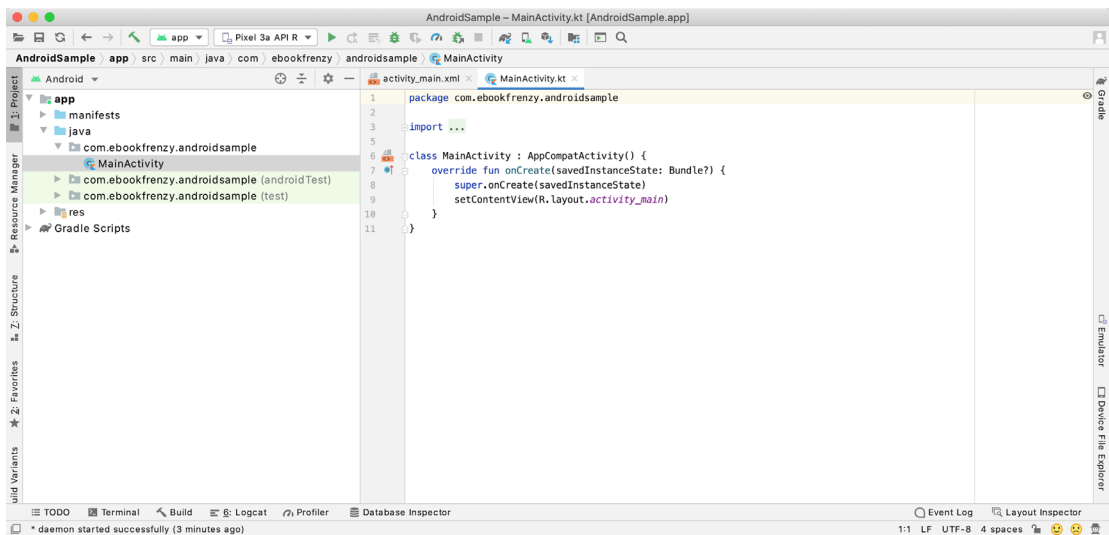 AndroidSample – MainActivity.kt [AndroidSample.app]
app Pixel 3a API R
AndroidSample app src main java com ebookfrenzy androidsample MainActivity
1: Project
Resource Manager
Z: Structure
2: Favorites
uild Variants
Android
app
manifests
java
com.ebookfrenzy.androidsample
MainActivity
com.ebookfrenzy.androidsample (androidTest)
com.ebookfrenzy.androidsample (test)
res
Gradle Scripts
activity_main.xml MainActivity.kt
1 package com.ebookfrenzy.androidsample
2
3 import ...
5
6 class MainActivity : AppCompatActivity() {
7 override fun onCreate(savedInstanceState: Bundle?) {
8 super.onCreate(savedInstanceState)
9 setContentView(R.layout.activity_main)
10 }
11 }
Gradle
Emulator
Device File Explorer
TODO Terminal Build 6: Logcat Profiler Database Inspector Event Log Layout Inspector
* daemon started successfully (3 minutes ago) 1:1 LF UTF-8 4 spaces